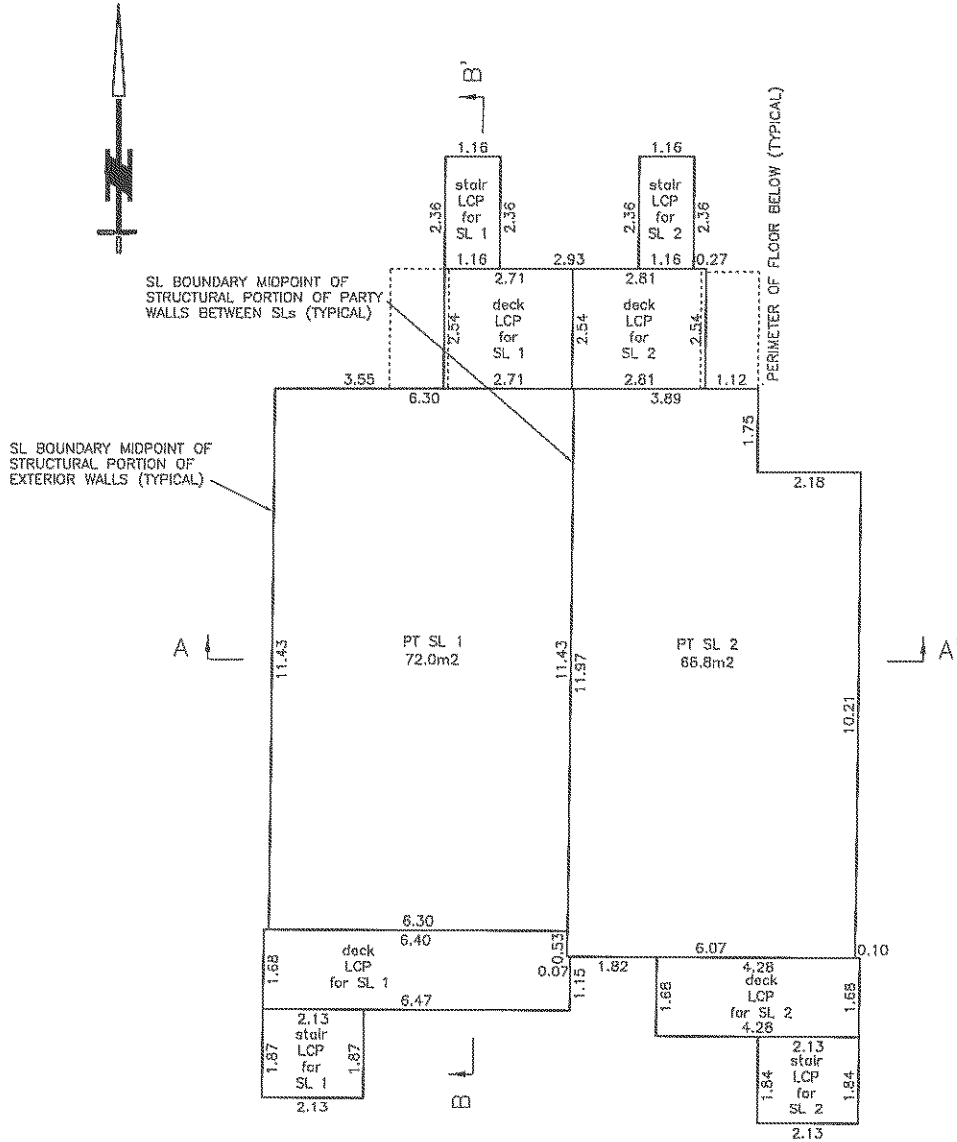 N
B'
1.16
1.16
stair
LCP
for
SL 1
2.36
2.36
stair
LCP
for
SL 2
2.36
2.36
PERIMETER OF FLOOR BELOW (TYPICAL)
1.16
2.93
1.16
0.27
SL BOUNDARY MIDPOINT OF
STRUCTURAL PORTION OF PARTY
WALLS BETWEEN SLs (TYPICAL)
2.71
2.81
deck
LCP
for
SL 1
2.54
2.54
deck
LCP
for
SL 2
2.54
3.55
2.71
2.81
1.12
6.30
3.89
1.75
SL BOUNDARY MIDPOINT OF
STRUCTURAL PORTION OF
EXTERIOR WALLS (TYPICAL)
2.18
A
PT SL 1
72.0m2
PT SL 2
66.8m2
A'
11.43
11.43
11.97
10.21
6.30
6.40
0.53
6.07
0.10
deck
LCP
for SL 1
1.68
0.07
1.82
1.15
4.28
deck
LCP
for SL 2
4.28
1.68
1.68
6.47
2.13
stair
LCP
for
SL 1
1.87
1.87
2.13
B
2.13
stair
LCP
for
SL 2
1.84
1.84
2.13